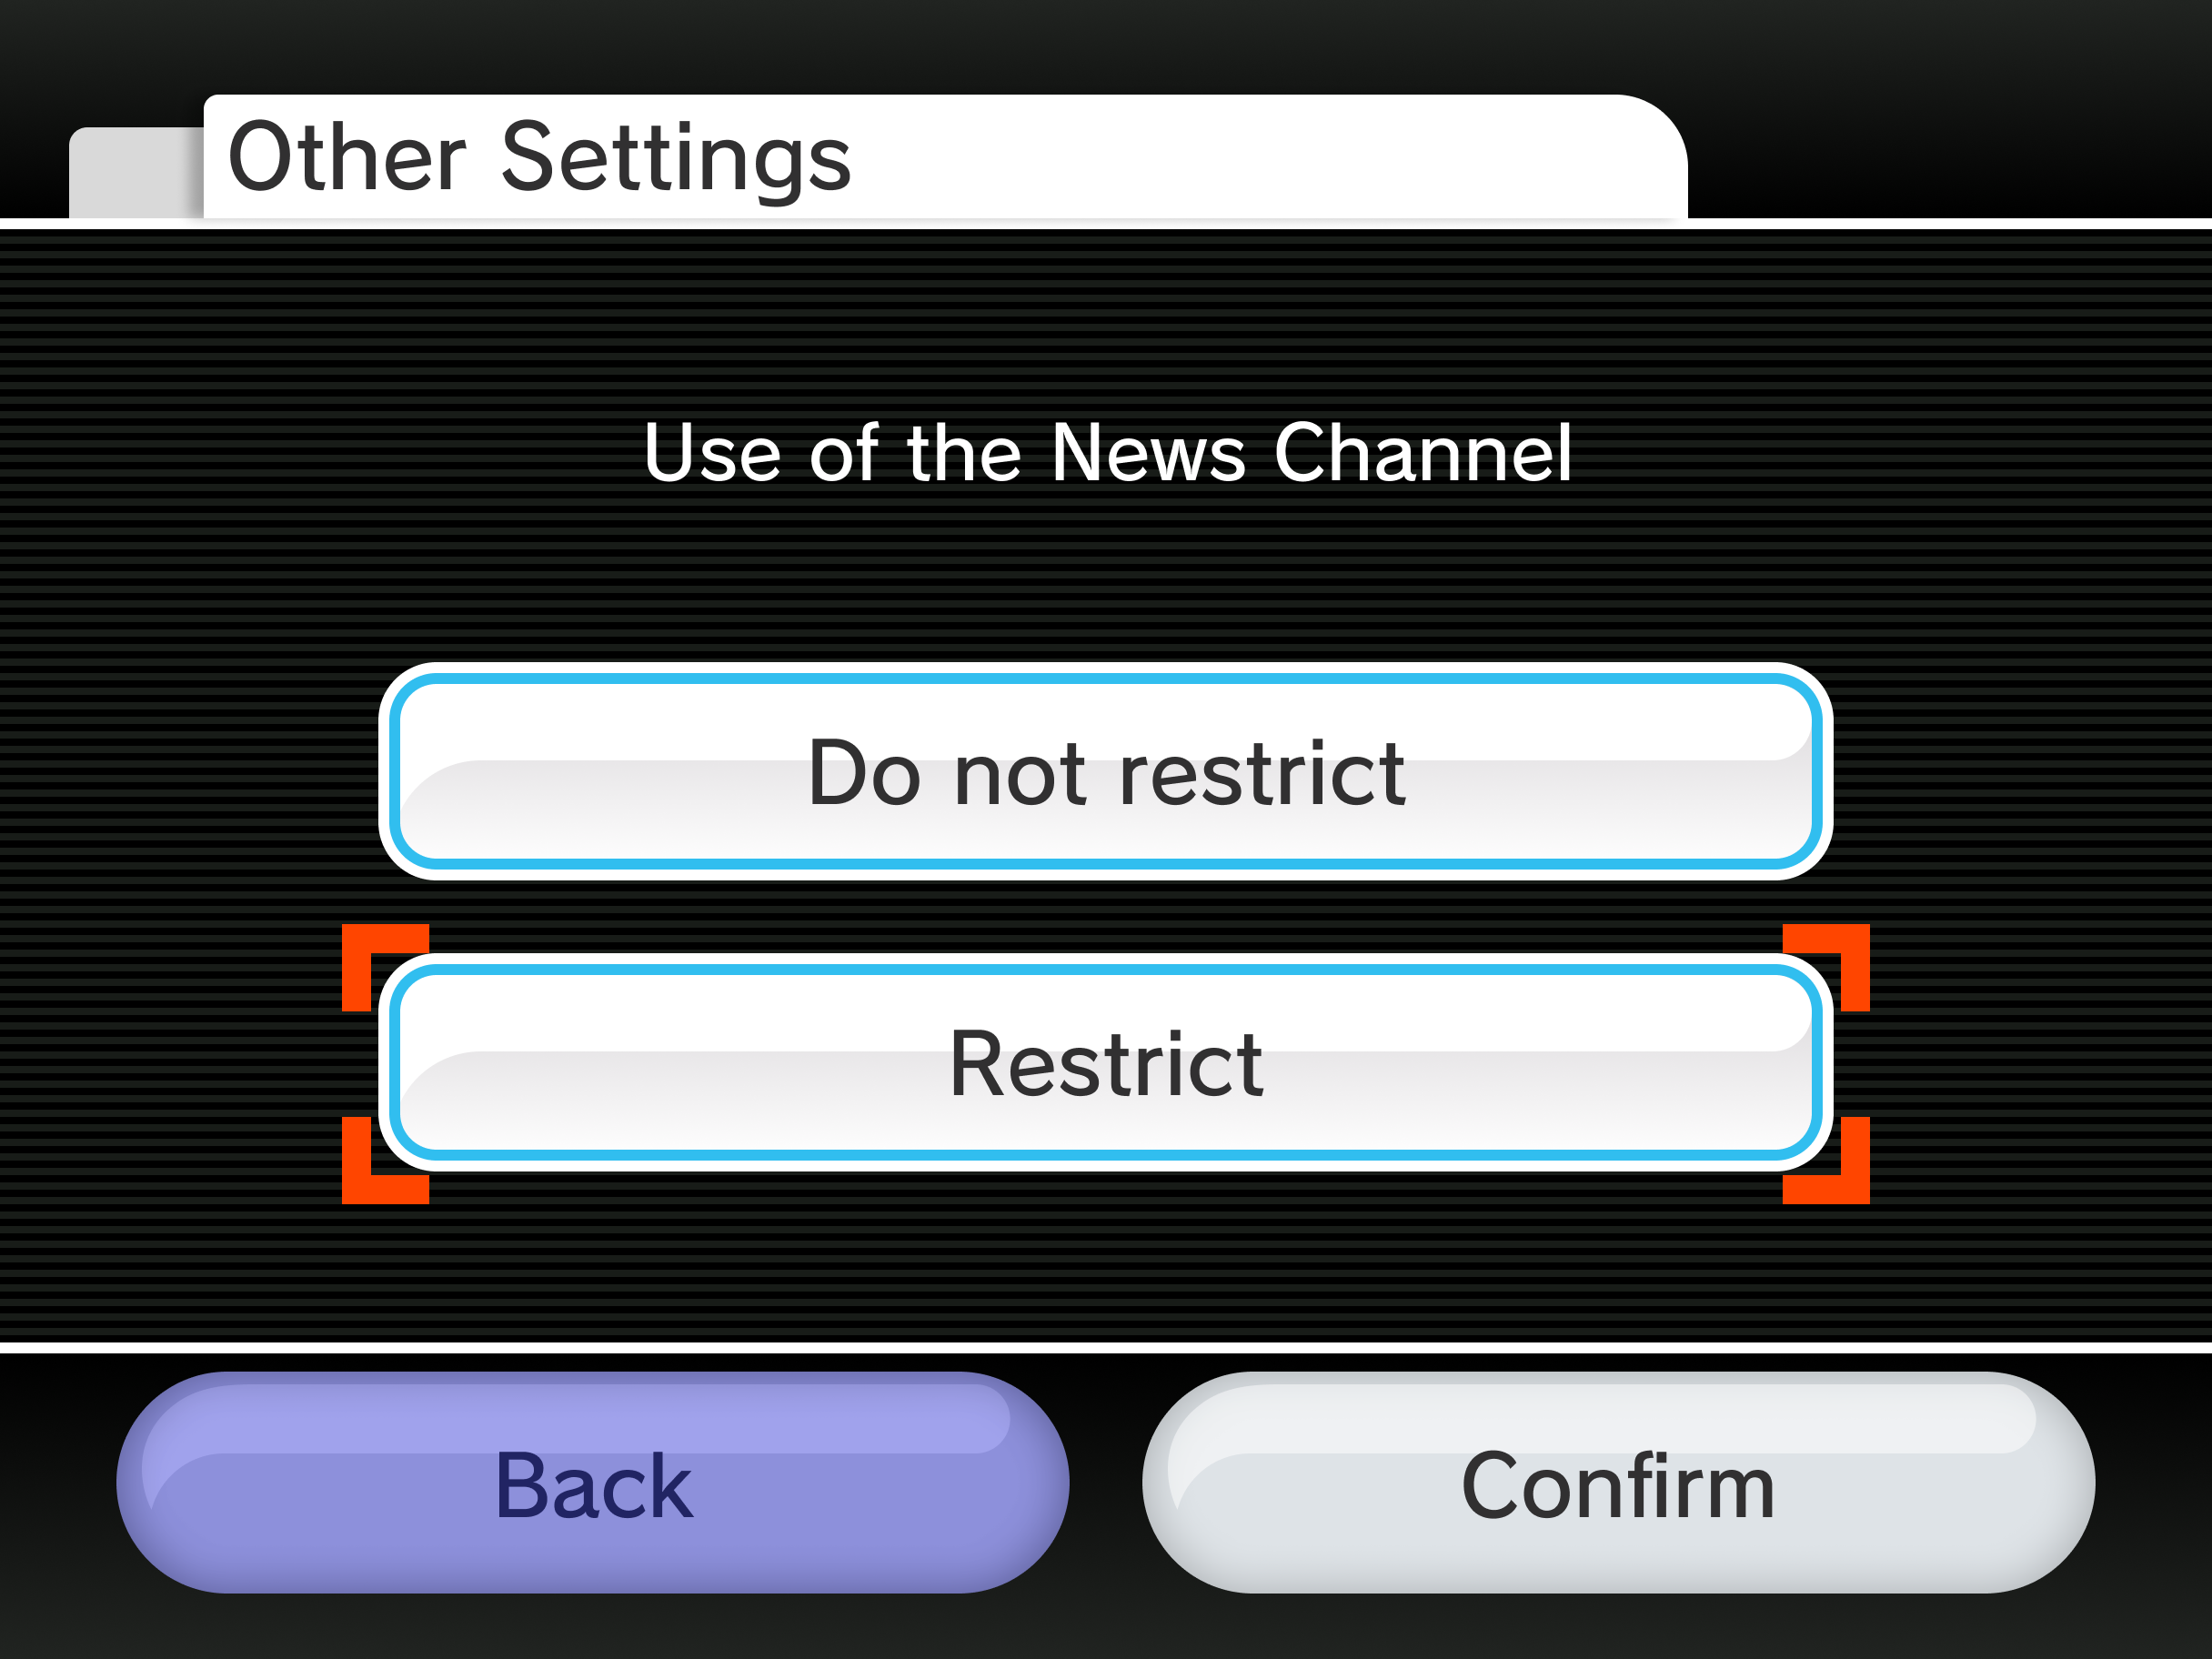 Other Settings
Use of the News Channel
Do not restrict
Restrict
Back
Confirm